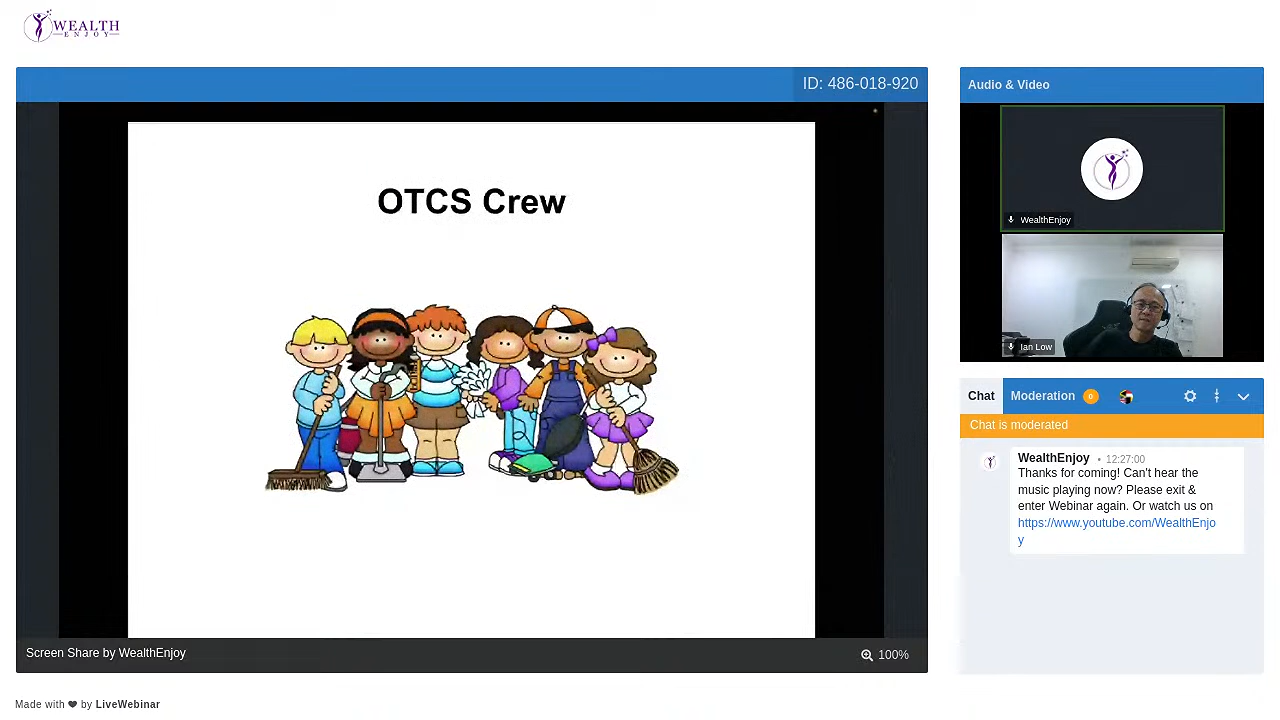 WEALTH
ENJOY
ID: 486-018-920
OTCS Crew
Screen Share by WealthEnjoy
100%
Audio & Video
WealthEnjoy
Ian Low
Chat
Moderation
0
Chat is moderated
WealthEnjoy • 12:27:00
Thanks for coming! Can't hear the
music playing now? Please exit &
enter Webinar again. Or watch us on
https://www.youtube.com/WealthEnjo
y
Made with ❤ by LiveWebinar